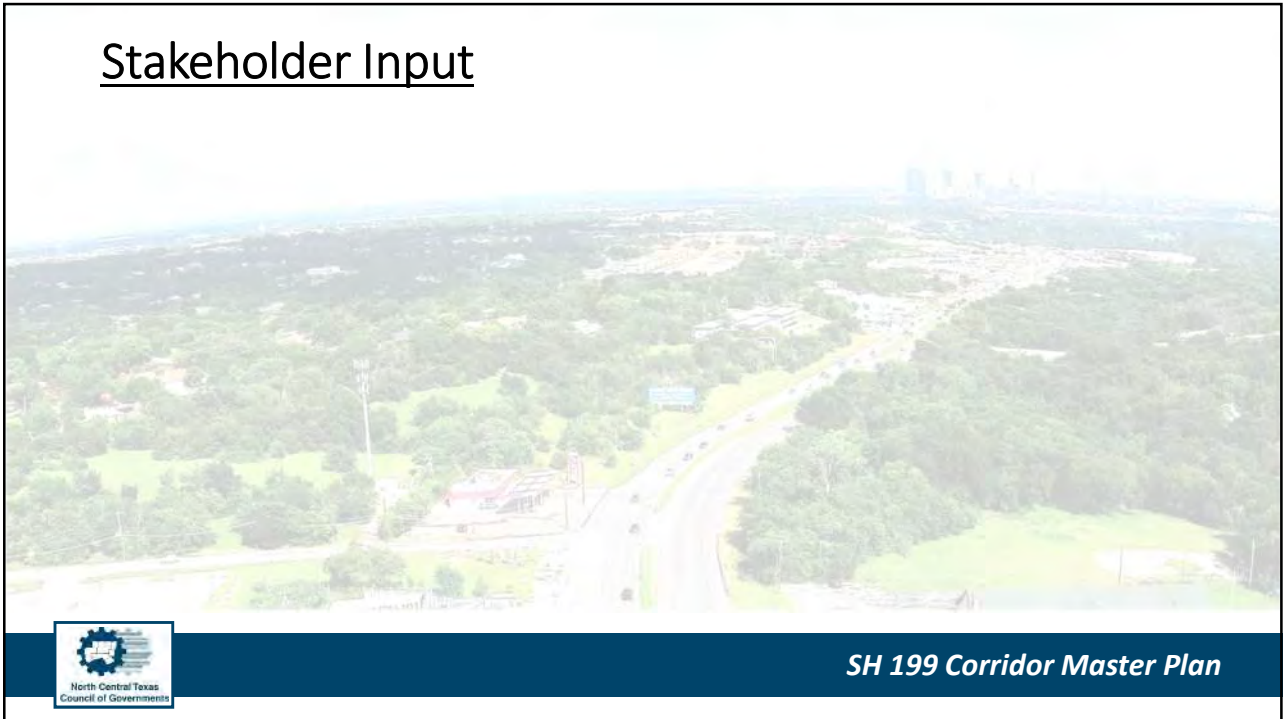 Stakeholder Input
North Central Texas
Council of Governments
SH 199 Corridor Master Plan